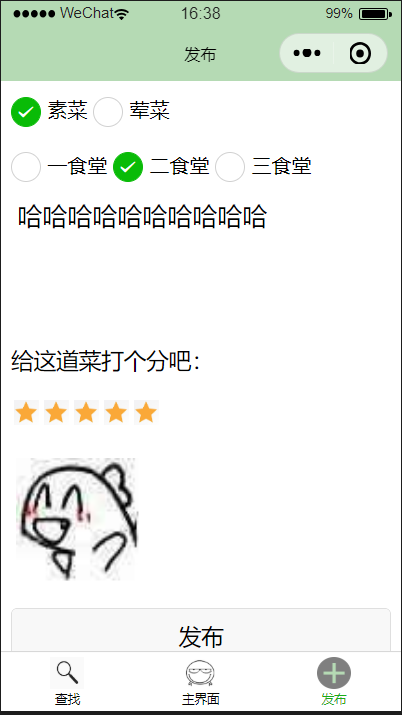 WeChat 16:38 99%
发布
素菜 荤菜
一食堂 二食堂 三食堂
哈哈哈哈哈哈哈哈哈哈
给这道菜打个分吧：
发布
查找 主界面 发布